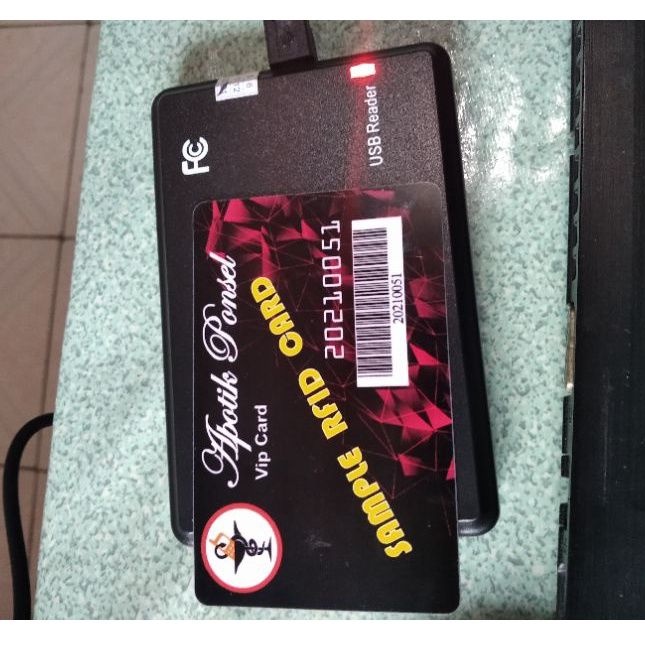 FC
USB Reader
Apotik Ponsel
Vip Card
20210051
20210051
SAMPLE RFID CARD